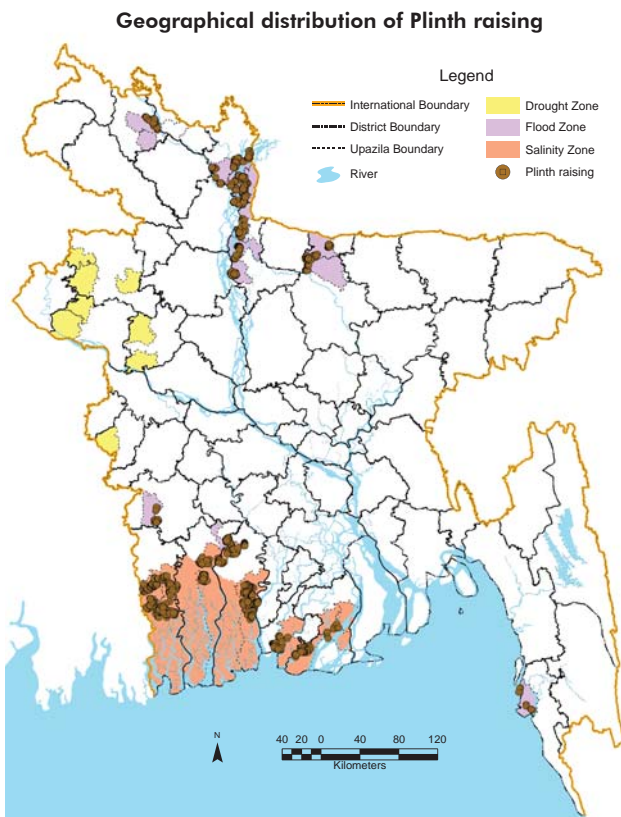 Geographical distribution of Plinth raising
Legend
International Boundary
District Boundary
Upazila Boundary
River
Drought Zone
Flood Zone
Salinity Zone
Plinth raising
N
40 20 0 40 80 120
Kilometers